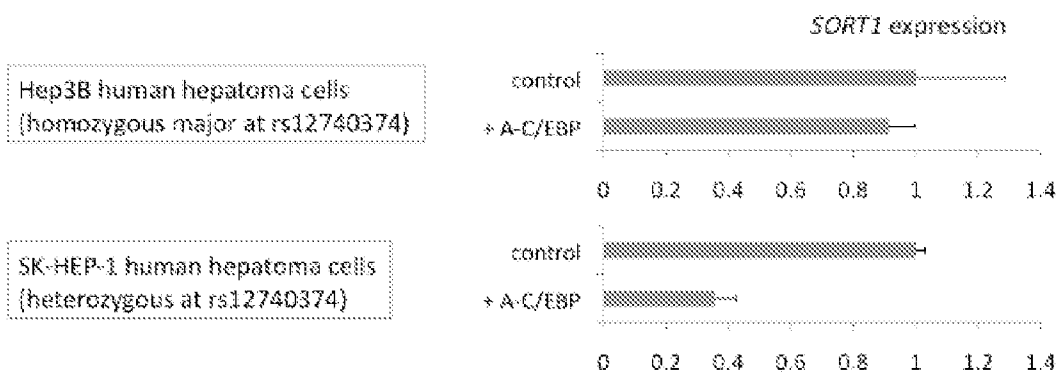 SORT1 expression
Hep3B human hepatoma cells
(homozygous major at rs12740374)
control
+ A-C/EBP
0 0.2 0.4 0.6 0.8 1 1.2 1.4
SK-HEP-1 human hepatoma cells
(heterozygous at rs12740374)
control
+ A-C/EBP
0 0.2 0.4 0.6 0.8 1 1.2 1.4